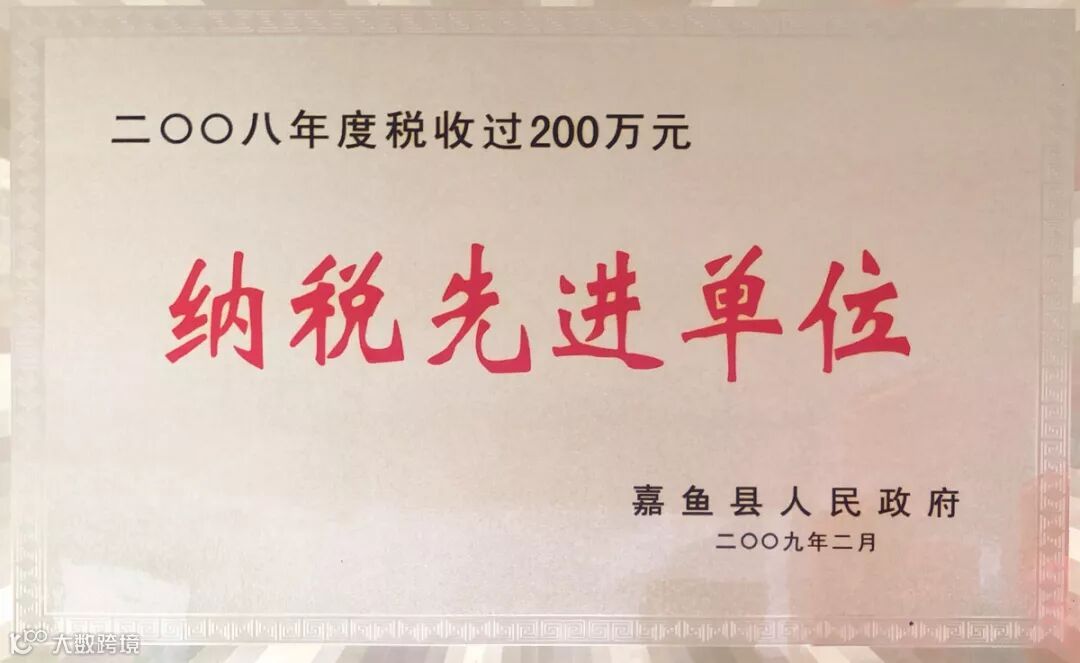 二〇〇八年度税收过200万元
纳税先进单位
嘉鱼县人民政府
二〇〇九年二月
大数跨境